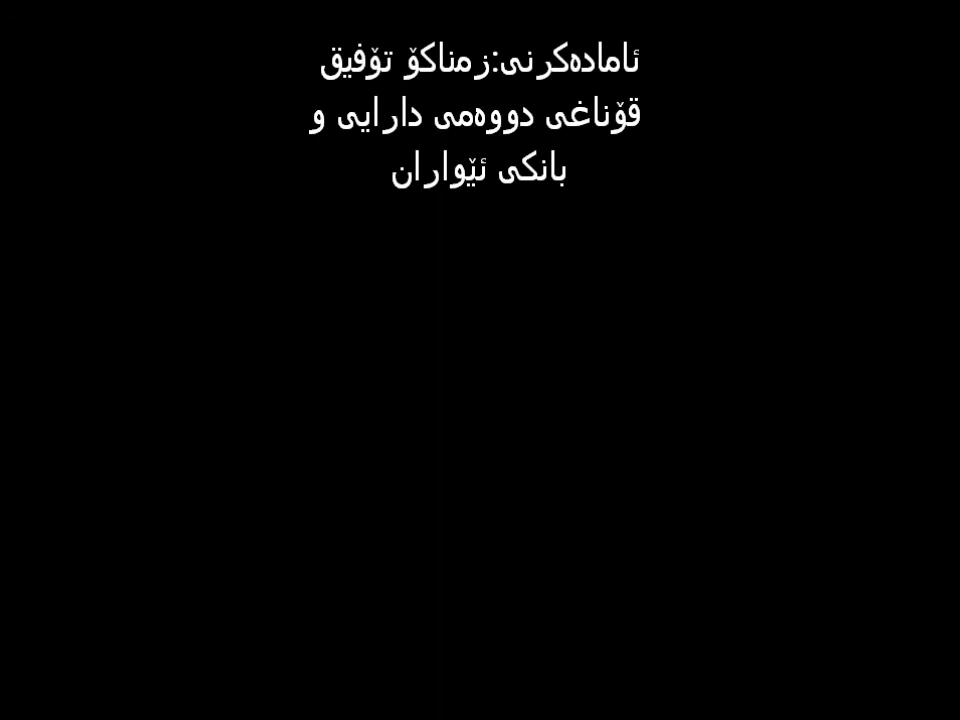 ئامادەکرنی:زمناکۆ تۆفیق
قۆناغی دووەمی دارایی و
بانکی ئێواران